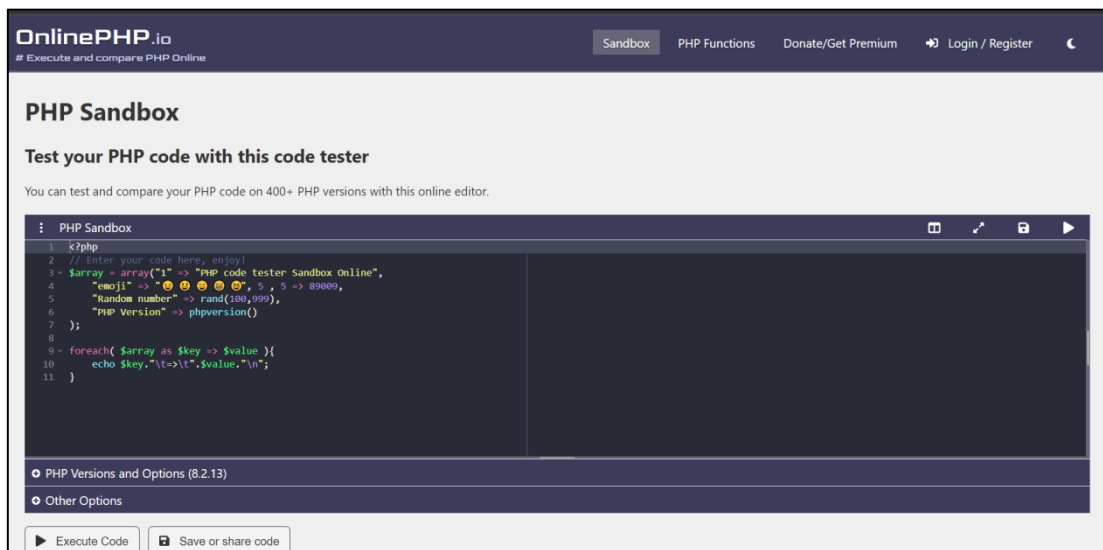 OnlinePHP.io
# Execute and compare PHP Online
Sandbox PHP Functions Donate/Get Premium Login / Register
PHP Sandbox
Test your PHP code with this code tester
You can test and compare your PHP code on 400+ PHP versions with this online editor.
PHP Sandbox
1 <?php
2 // Enter your code here, enjoy!
3 $array = array("1" => "PHP code tester Sandbox Online",
4 "emoji" => "😀 😃 😄 😁 😆", 5 , 5 => 89009,
5 "Random number" => rand(100,999),
6 "PHP Version" => phpversion()
7 );
8
9 foreach( $array as $key => $value ){
10 echo $key."\t=>\t".$value."\n";
11 }
PHP Versions and Options (8.2.13)
Other Options
Execute Code Save or share code